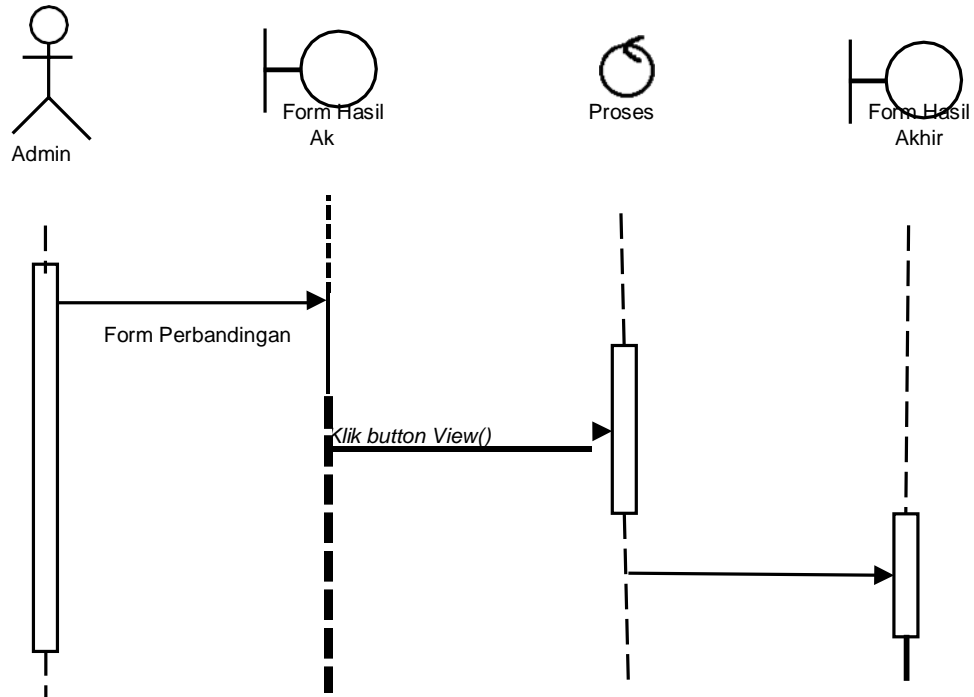 Admin
Form Hasil
Ak
Proses
Form Hasil
Akhir
Form Perbandingan
Klik button View()